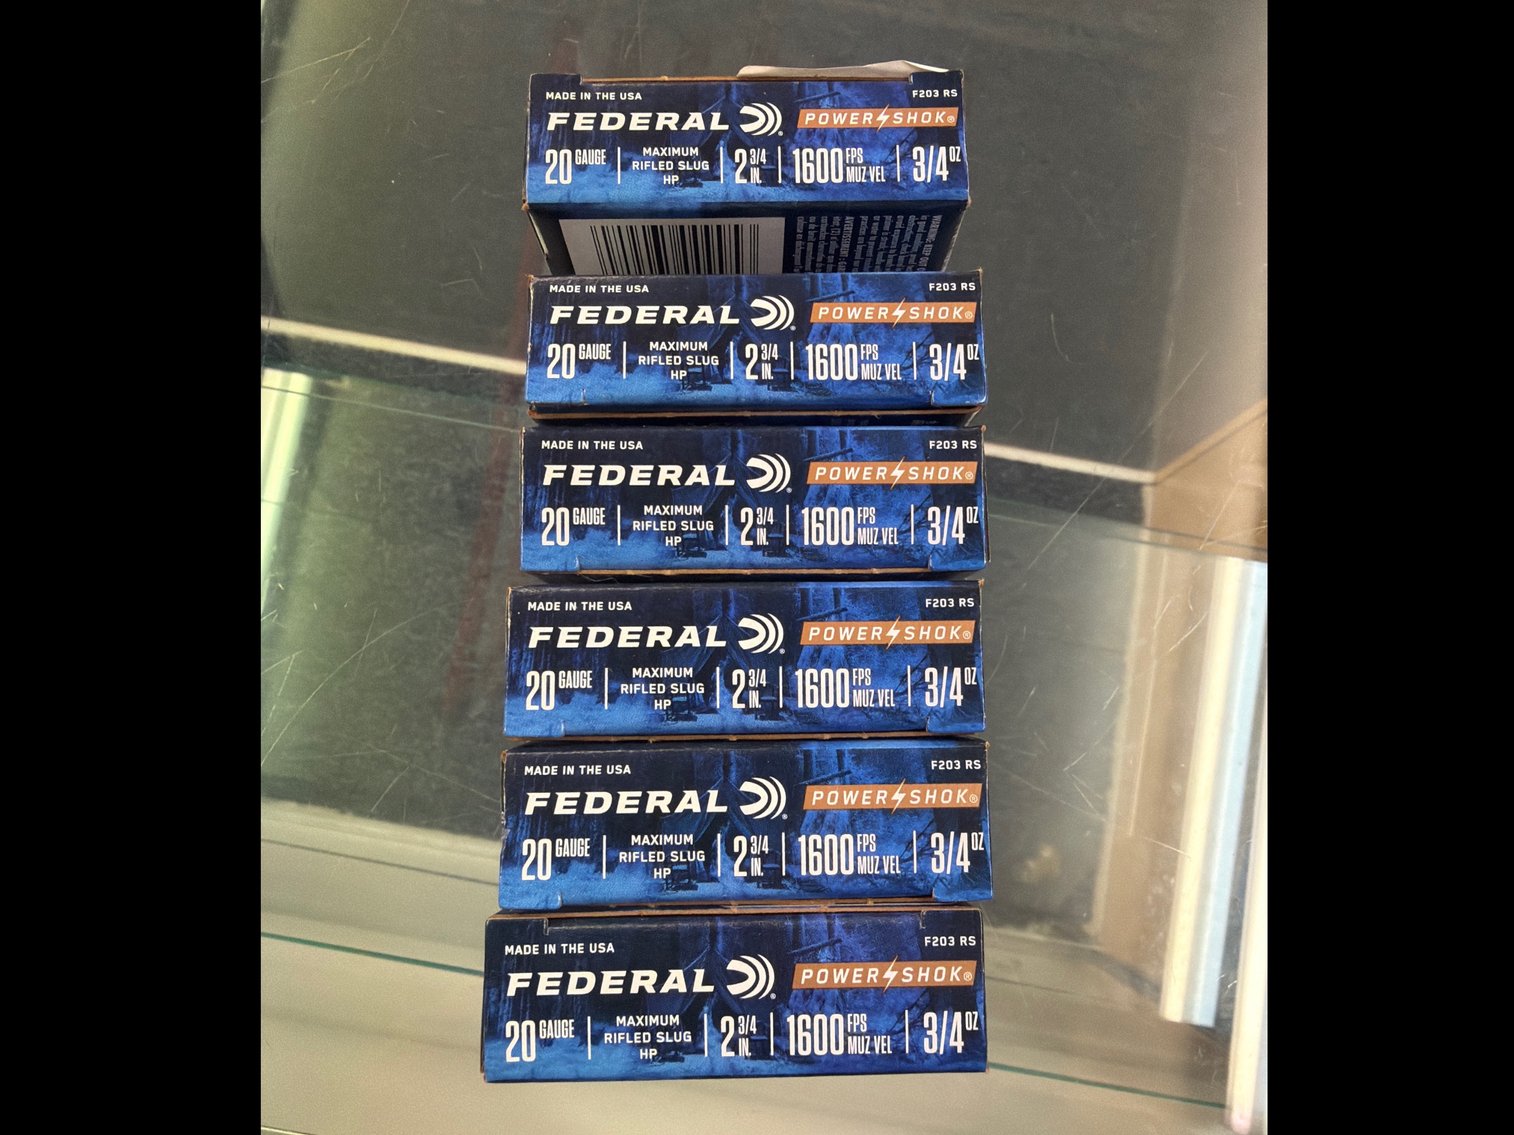 MADE IN THE USA F203 RS
FEDERAL® POWER SHOK®
20 GAUGE MAXIMUM RIFLED SLUG HP 2 3/4 IN. 1600 FPS MUZ VEL 3/4 OZ
WARNING: KEEP OUT
AVERTISSEMENT
MADE IN THE USA F203 RS
FEDERAL® POWER SHOK®
20 GAUGE MAXIMUM RIFLED SLUG HP 2 3/4 IN. 1600 FPS MUZ VEL 3/4 OZ
MADE IN THE USA F203 RS
FEDERAL® POWER SHOK®
20 GAUGE MAXIMUM RIFLED SLUG HP 2 3/4 IN. 1600 FPS MUZ VEL 3/4 OZ
MADE IN THE USA F203 RS
FEDERAL® POWER SHOK®
20 GAUGE MAXIMUM RIFLED SLUG HP 2 3/4 IN. 1600 FPS MUZ VEL 3/4 OZ
MADE IN THE USA F203 RS
FEDERAL® POWER SHOK®
20 GAUGE MAXIMUM RIFLED SLUG HP 2 3/4 IN. 1600 FPS MUZ VEL 3/4 OZ
MADE IN THE USA F203 RS
FEDERAL® POWER SHOK®
20 GAUGE MAXIMUM RIFLED SLUG HP 2 3/4 IN. 1600 FPS MUZ VEL 3/4 OZ